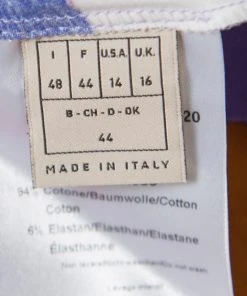 I F U.S.A. U.K.
48 44 14 16
B - CH - D - DK
44
20
MADE IN ITALY
94% Cotone/Baumwolle/Cotton
Coton
6% Elastan/Elasthan/Elastane
Élasthanne